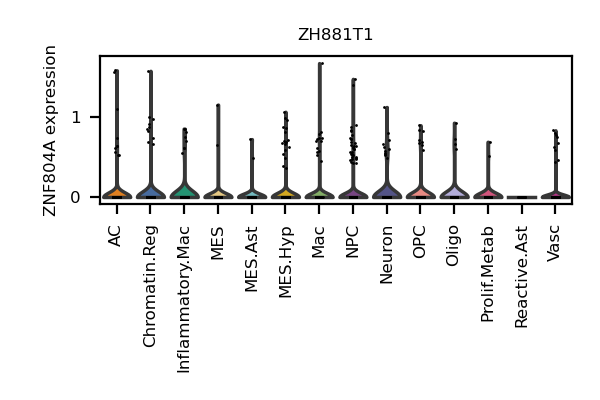 ZH881T1
ZNF804A expression
1
0
AC
Chromatin.Reg
Inflammatory.Mac
MES
MES.Ast
MES.Hyp
Mac
NPC
Neuron
OPC
Oligo
Prolif.Metab
Reactive.Ast
Vasc